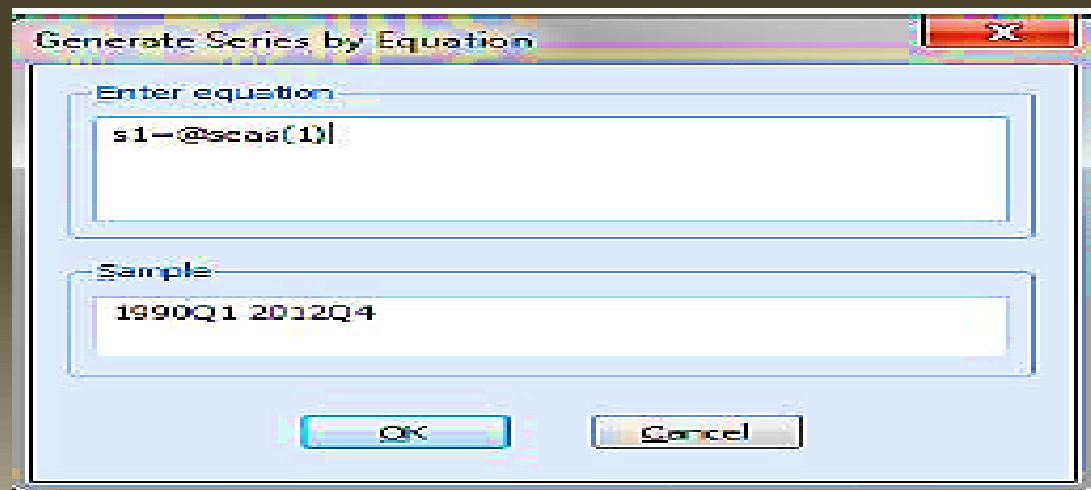 Generate Series by Equation
Enter equation
s1=@seas(1)
Sample
1990Q1 2012Q4
OK
Cancel